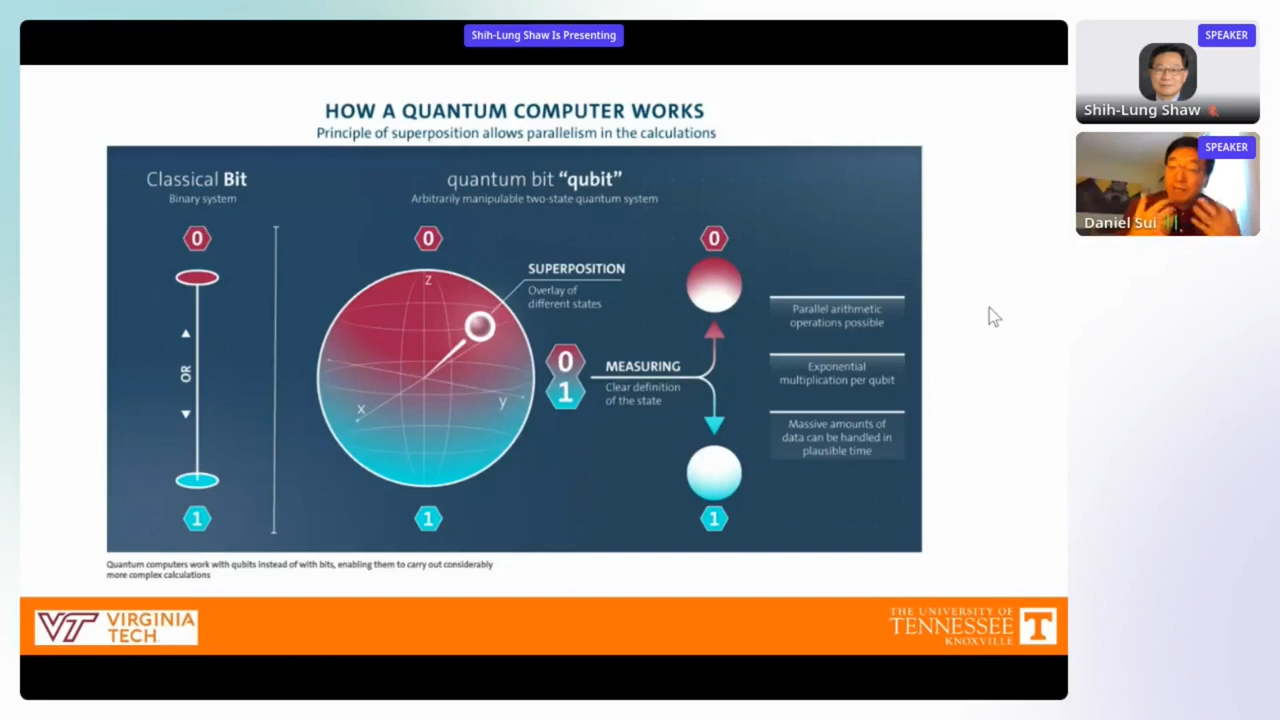 Shih-Lung Shaw Is Presenting
HOW A QUANTUM COMPUTER WORKS
Principle of superposition allows parallelism in the calculations
Classical Bit
Binary system
0
OR
1
quantum bit “qubit”
Arbitrarily manipulable two-state quantum system
0
z
x
y
1
SUPERPOSITION
Overlay of
different states
0
1
MEASURING
Clear definition
of the state
0
1
Parallel arithmetic
operations possible
Exponential
multiplication per qubit
Massive amounts of
data can be handled in
plausible time
Quantum computers work with qubits instead of with bits, enabling them to carry out considerably
more complex calculations
VT VIRGINIA
TECH
THE UNIVERSITY OF
TENNESSEE
KNOXVILLE
T
SPEAKER
Shih-Lung Shaw
SPEAKER
Daniel Sui